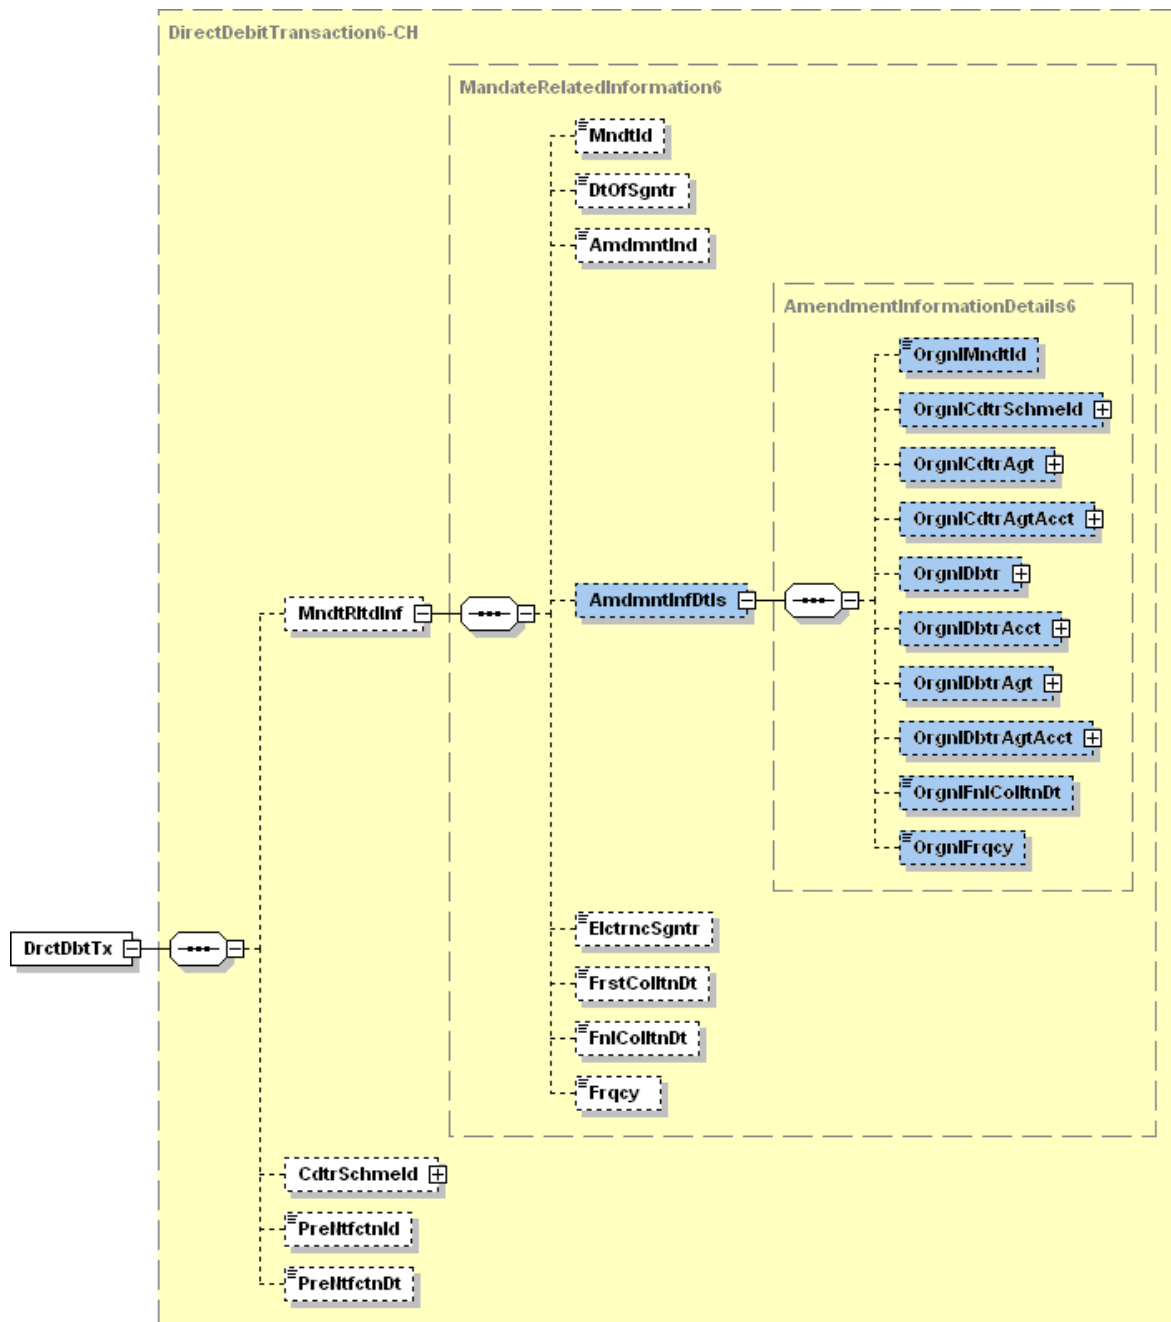 DirectDebitTransaction6-CH
MandateRelatedInformation6
MndtId
DtOfSgntr
AmdmntInd
AmendmentInformationDetails6
OrgnlMndtId
OrgnlCdtrSchmeId
OrgnlCdtrAgt
OrgnlCdtrAgtAcct
OrgnlDbtr
MndtRltdInf
AmdmntInfDtls
OrgnlDbtrAcct
OrgnlDbtrAgt
OrgnlDbtrAgtAcct
OrgnlFnlColltnDt
OrgnlFrqcy
DrctDbtTx
ElctrncSgntr
FrstColltnDt
FnlColltnDt
Frqcy
CdtrSchmeId
PreNtfctnId
PreNtfctnDt